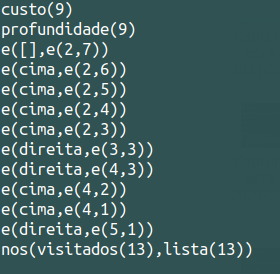 custo(9)
profundidade(9)
e([],e(2,7))
e(cima,e(2,6))
e(cima,e(2,5))
e(cima,e(2,4))
e(cima,e(2,3))
e(direita,e(3,3))
e(direita,e(4,3))
e(cima,e(4,2))
e(cima,e(4,1))
e(direita,e(5,1))
nos(visitados(13),lista(13))